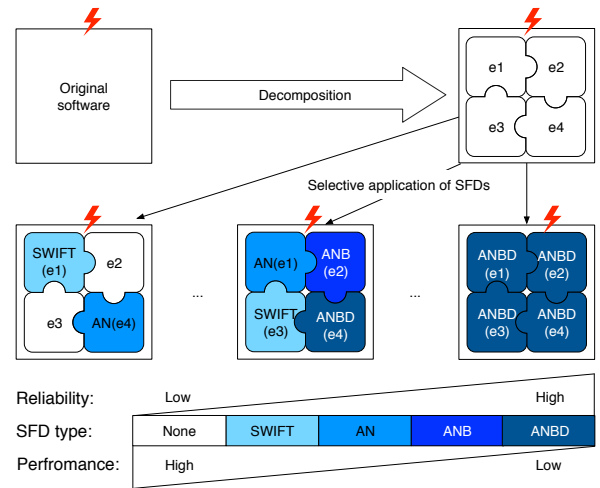 Original
software
Decomposition
e1
e2
e3
e4
Selective application of SFDs
SWIFT
(e1)
e2
e3
AN(e4)
...
AN(e1)
ANB
(e2)
SWIFT
(e3)
ANBD
(e4)
...
ANBD
(e1)
ANBD
(e2)
ANBD
(e3)
ANBD
(e4)
Reliability:
Low
High
SFD type:
None
SWIFT
AN
ANB
ANBD
Perfromance:
High
Low